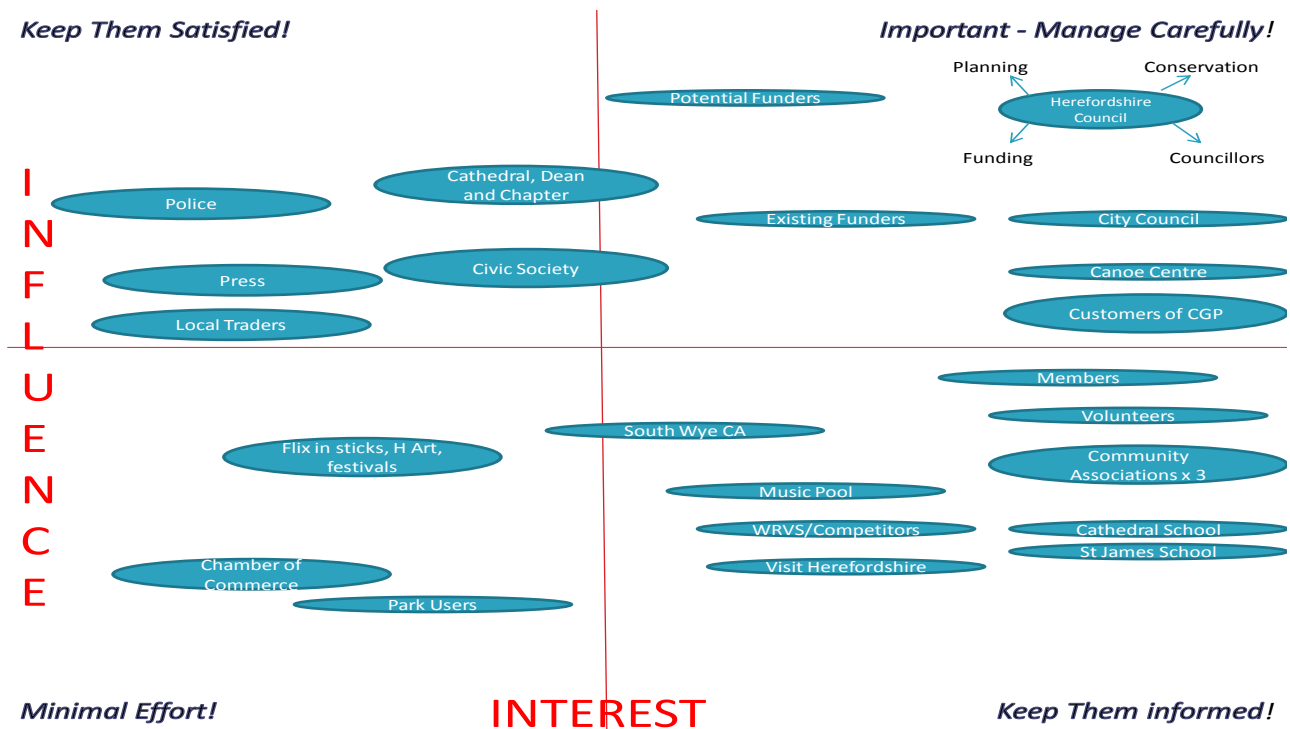 Keep Them Satisfied!
Important - Manage Carefully!
Planning
Conservation
Potential Funders
Herefordshire
Council
Funding
Councillors
Cathedral, Dean
and Chapter
Police
Existing Funders
City Council
Civic Society
Press
Canoe Centre
Local Traders
Customers of CGP
INFLUENCE
Members
Volunteers
South Wye CA
Flix in sticks, H Art,
festivals
Community
Associations x 3
Music Pool
WRVS/Competitors
Cathedral School
St James School
Visit Herefordshire
Chamber of
Commerce
Park Users
Minimal Effort!
INTEREST
Keep Them informed!